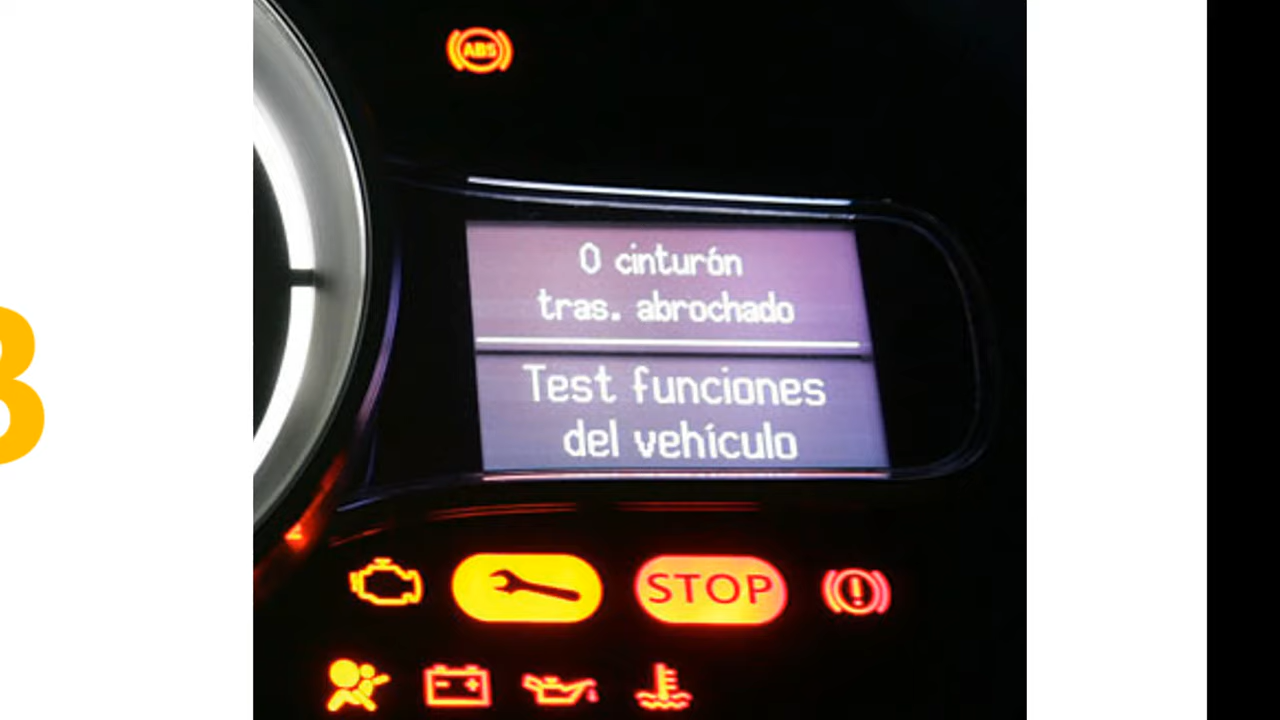 ABS
0 cinturón
tras. abrochado
Test funciones
del vehículo
STOP